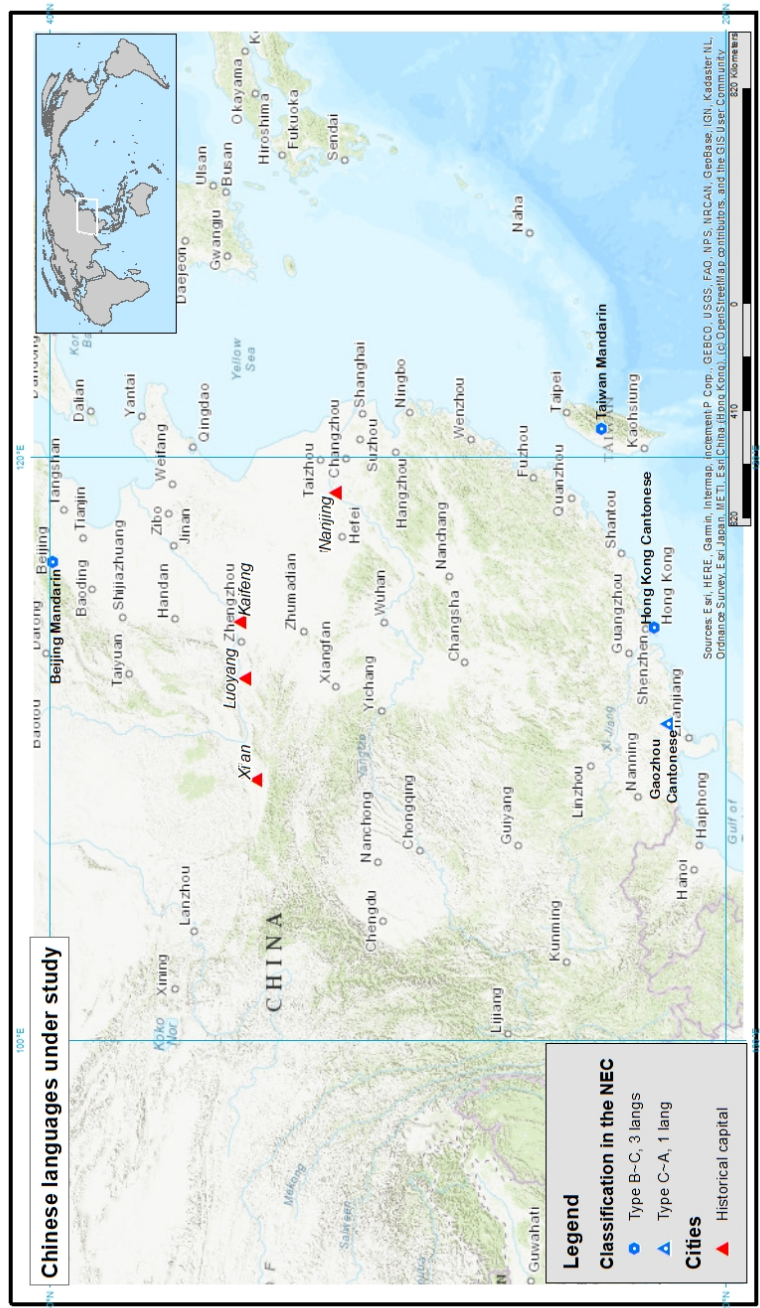 40°N
100°E
120°E
Chinese languages under study
Baotou
Datong
Beijing
Beijing Mandarin
Tangshan
Tianjin
Baoding
Dalian
Shijiazhuang
Taiyuan
Yantai
Koko
Nor
Xining
Handan
Zibo
Weifang
Lanzhou
Jinan
Qingdao
Daejeon
Ulsan
Busan
Gwangju
Okayama
Hiroshima
Fukuoka
Sendai
Yellow
Sea
Xi'an
Luoyang
Zhengzhou
Kaifeng
CHINA
Zhumadian
Taizhou
Nanjing
Changzhou
Xiangfan
Hefei
Shanghai
Suzhou
Mekong
Yangtze
Nanchong
Yichang
Wuhan
Hangzhou
Ningbo
Chengdu
Chongqing
Nanchang
Changsha
Wenzhou
Lijiang
Guiyang
Fuzhou
Naha
Guwahati
Kunming
Linzhou
Quanzhou
Taipei
Xi-Jiang
Shantou
Taiwan Mandarin
TAIWAN
Nanning
Guangzhou
Kaohsiung
Shenzhen
Hong Kong Cantonese
Hong Kong
Gaozhou
Cantonese
Hanoi
Haiphong
Gulf of
Legend
Classification in the NEC
Type B~C, 3 langs
Type C~A, 1 lang
Cities
Historical capital
Sources: Esri, HERE, Garmin, Intermap, increment P Corp., GEBCO, USGS, FAO, NPS, NRCAN, GeoBase, IGN, Kadaster NL,
Ordnance Survey, Esri Japan, METI, Esri China (Hong Kong), (c) OpenStreetMap contributors, and the GIS User Community
820 410 0 820 Kilometers
20°N